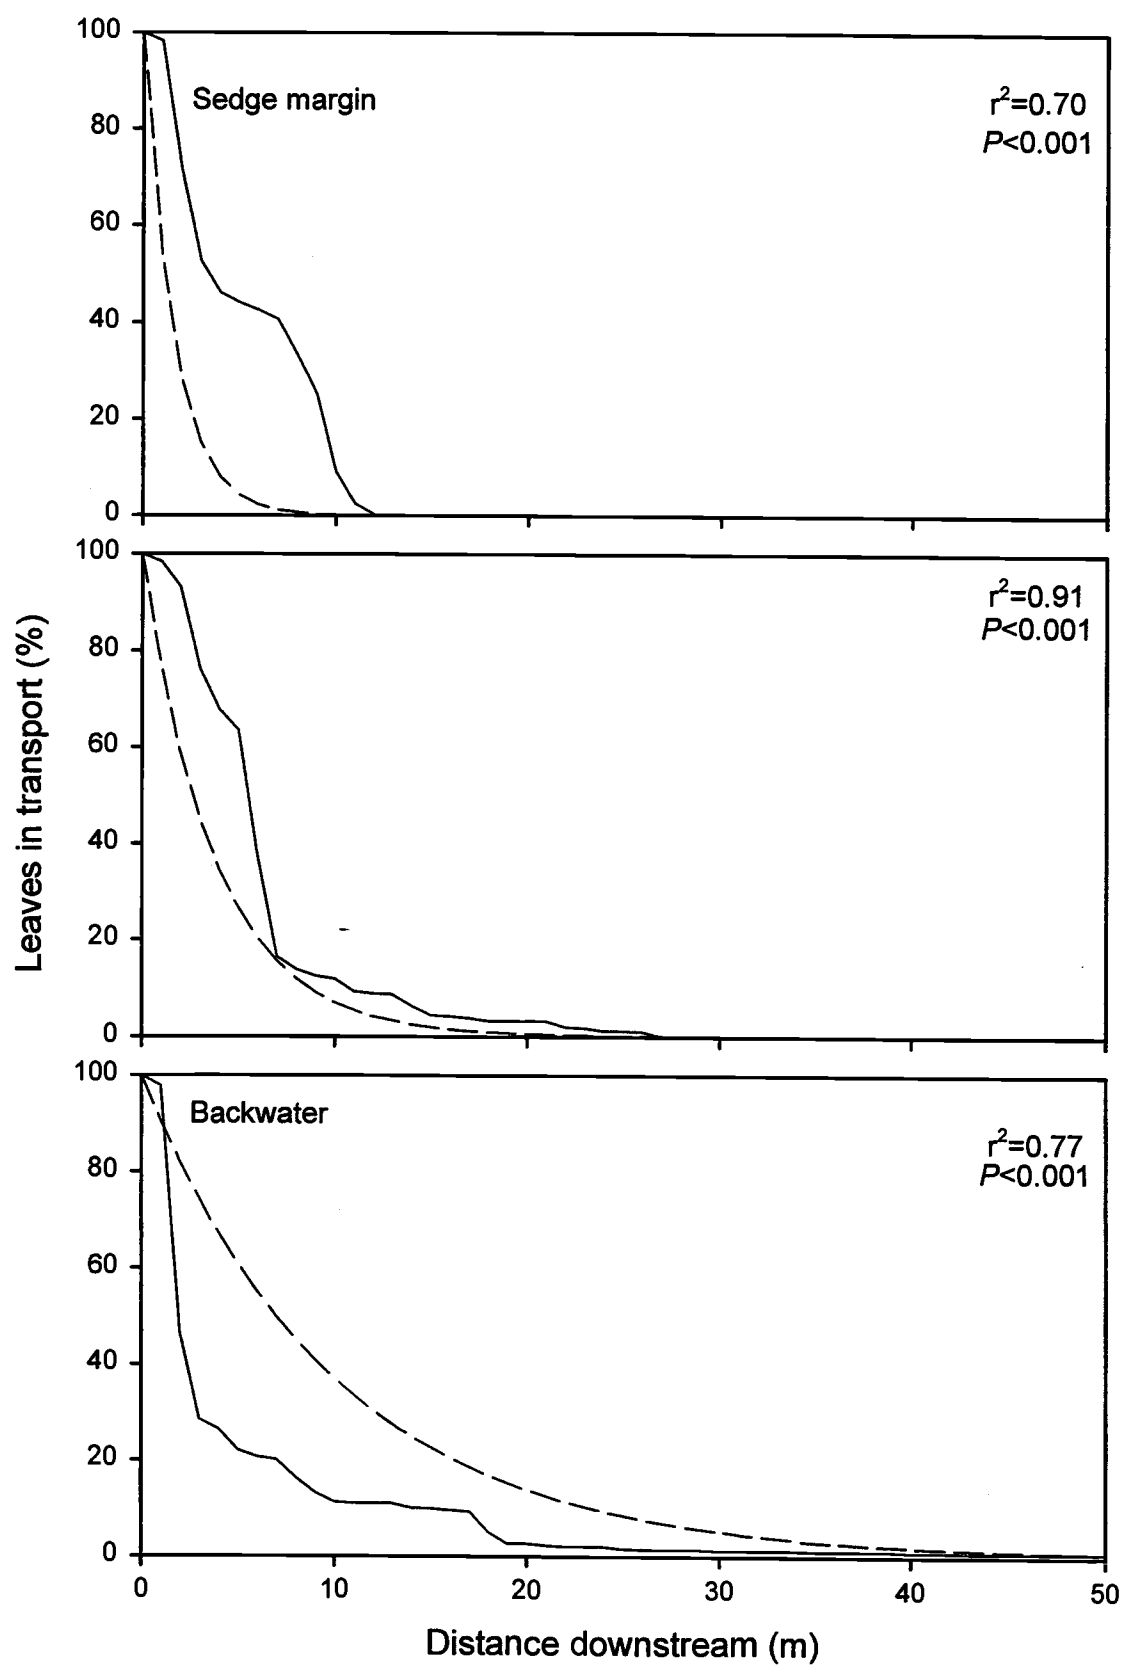 100
80
60
40
20
0
Sedge margin
r²=0.70
P<0.001
100
80
60
40
20
0
r²=0.91
P<0.001
Leaves in transport (%)
100
80
60
40
20
0
Backwater
r²=0.77
P<0.001
0 10 20 30 40 50
Distance downstream (m)